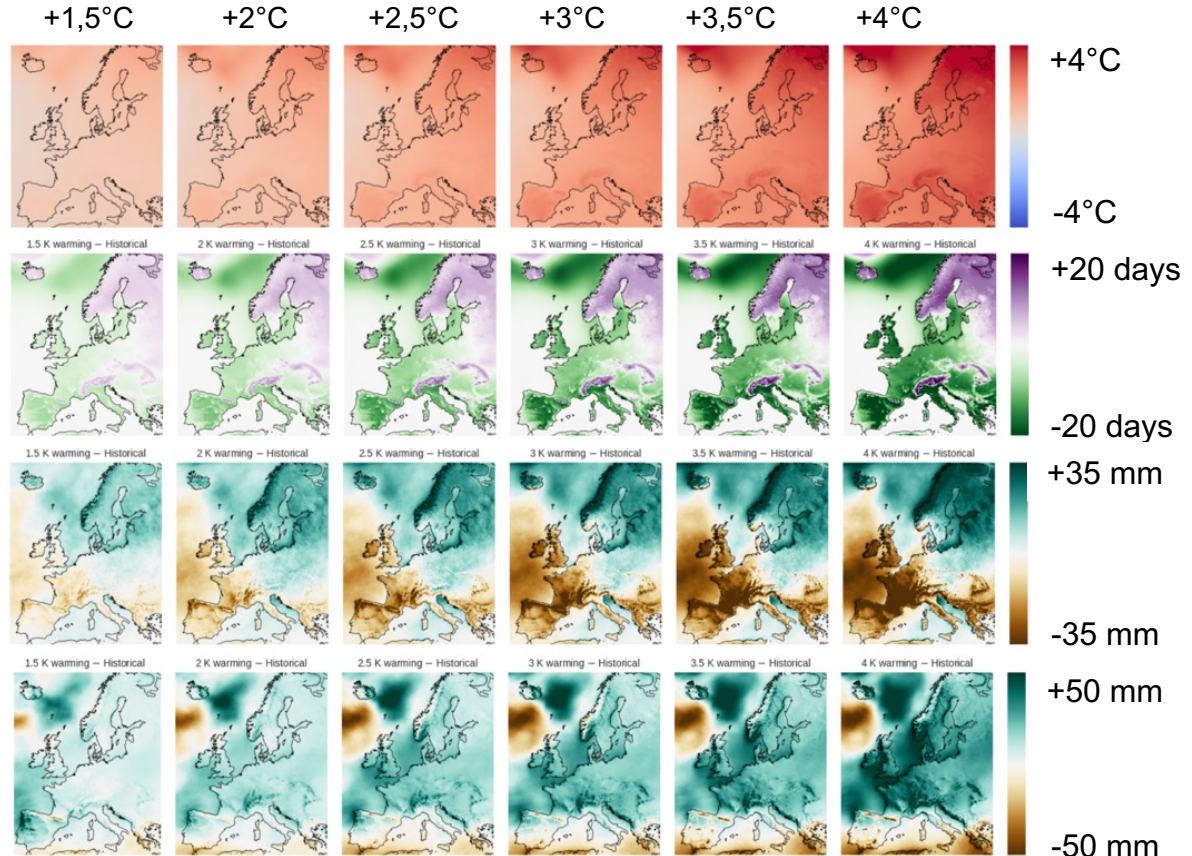 +1,5°C +2°C +2,5°C +3°C +3,5°C +4°C
+4°C
-4°C
1.5 K warming — Historical 2 K warming — Historical 2.5 K warming — Historical 3 K warming — Historical 3.5 K warming — Historical 4 K warming — Historical
+20 days
-20 days
1.5 K warming — Historical 2 K warming — Historical 2.5 K warming — Historical 3 K warming — Historical 3.5 K warming — Historical 4 K warming — Historical
+35 mm
-35 mm
1.5 K warming — Historical 2 K warming — Historical 2.5 K warming — Historical 3 K warming — Historical 3.5 K warming — Historical 4 K warming — Historical
+50 mm
-50 mm